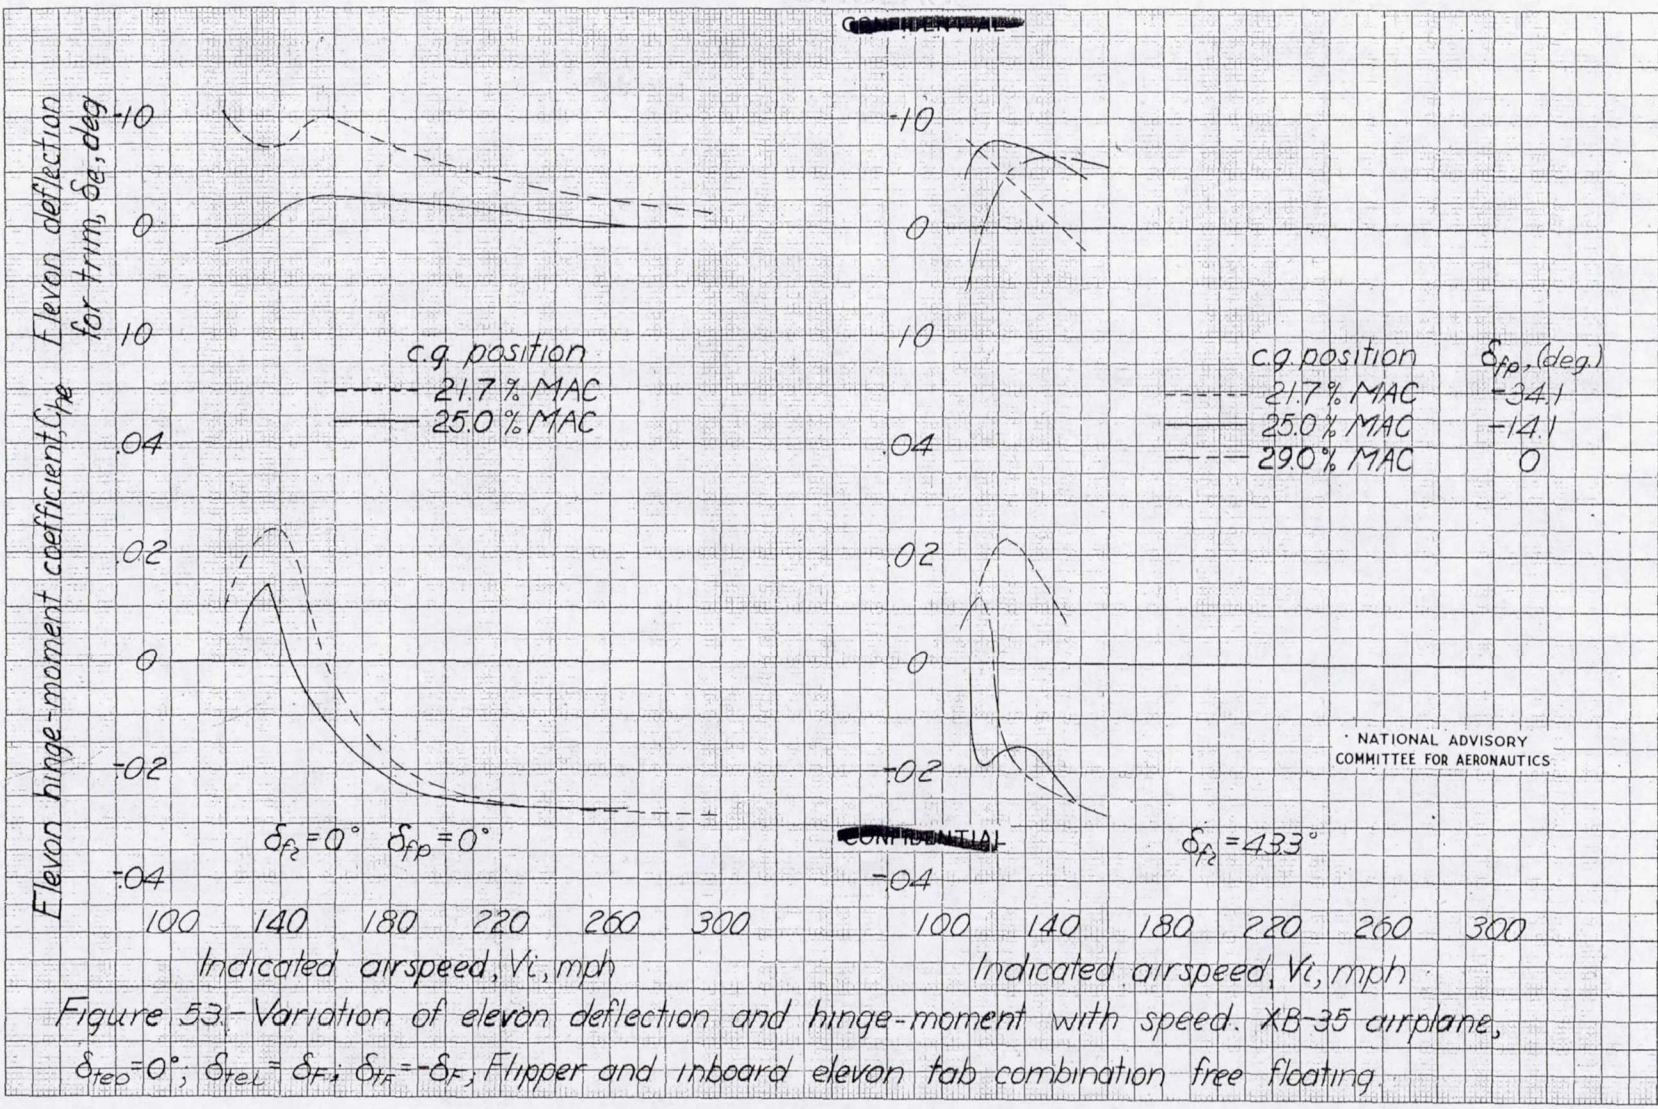 CONFIDENTIAL
Elevon deflection
for trim, δe, deg
-10
0
10
Elevon hinge-moment coefficient, Che
.04
.02
0
-.02
-.04
c.g. position
21.7 % MAC
25.0 % MAC
δf2=0° δfp=0°
100 140 180 220 260 300
Indicated airspeed, Vi, mph
-10
0
10
.04
.02
0
-.02
-.04
c.g. position δfp, (deg.)
21.7% MAC -34.1
25.0% MAC -14.1
29.0% MAC 0
NATIONAL ADVISORY
COMMITTEE FOR AERONAUTICS
CONFIDENTIAL
δf2=433°
100 140 180 220 260 300
Indicated airspeed, Vi, mph
Figure 53.- Variation of elevon deflection and hinge-moment with speed. XB-35 airplane,
δteo=0°; δtei=δF; δtF=-δF; Flipper and inboard elevon tab combination free floating.